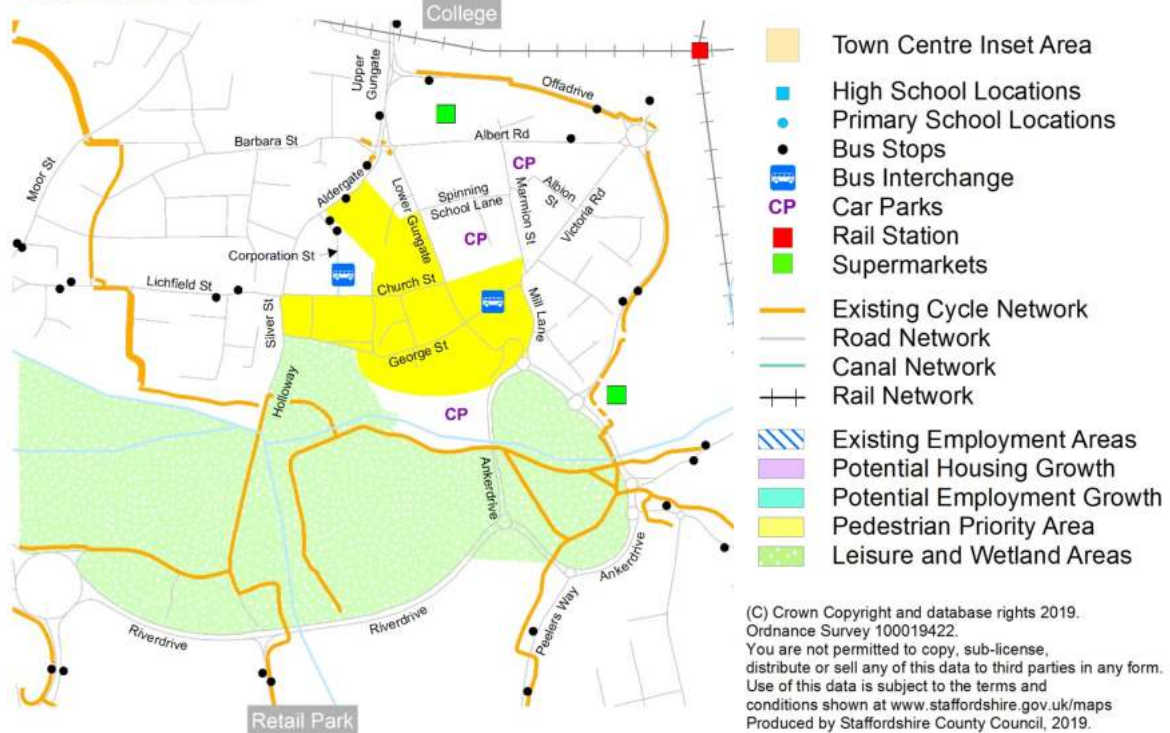 College
Upper
Gungate
Offadrive
Barbara St
Albert Rd
Moor St
CP
Aldergate
Lower Gungate
Spinning
School Lane
Marmion St
Albion
St
Victoria Rd
CP
Corporation St
Lichfield St
Church St
Silver St
Mill Lane
George St
Holloway
CP
Ankerdrive
Ankerdrive
Peelers Way
Riverdrive
Riverdrive
Retail Park
Town Centre Inset Area
High School Locations
Primary School Locations
Bus Stops
Bus Interchange
CP Car Parks
Rail Station
Supermarkets
Existing Cycle Network
Road Network
Canal Network
Rail Network
Existing Employment Areas
Potential Housing Growth
Potential Employment Growth
Pedestrian Priority Area
Leisure and Wetland Areas
(C) Crown Copyright and database rights 2019.
Ordnance Survey 100019422.
You are not permitted to copy, sub-license,
distribute or sell any of this data to third parties in any form.
Use of this data is subject to the terms and
conditions shown at www.staffordshire.gov.uk/maps
Produced by Staffordshire County Council, 2019.